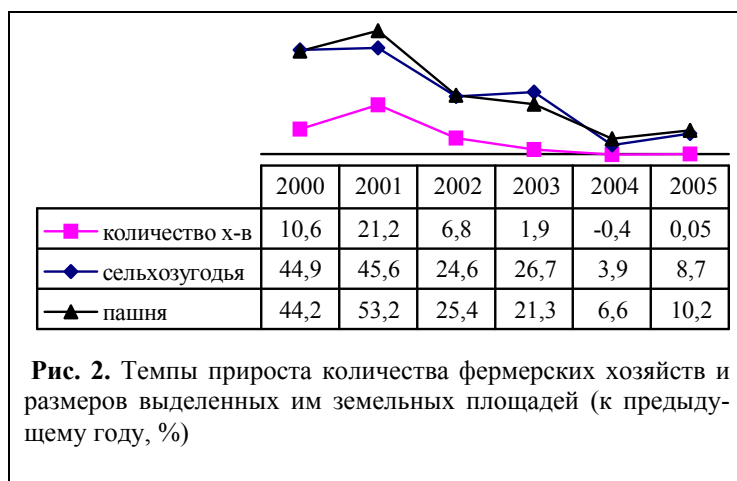 2000 2001 2002 2003 2004 2005
количество х-в 10,6 21,2 6,8 1,9 -0,4 0,05
сельхозугодья 44,9 45,6 24,6 26,7 3,9 8,7
пашня 44,2 53,2 25,4 21,3 6,6 10,2
Рис. 2. Темпы прироста количества фермерских хозяйств и
размеров выделенных им земельных площадей (к предыду-
щему году, %)